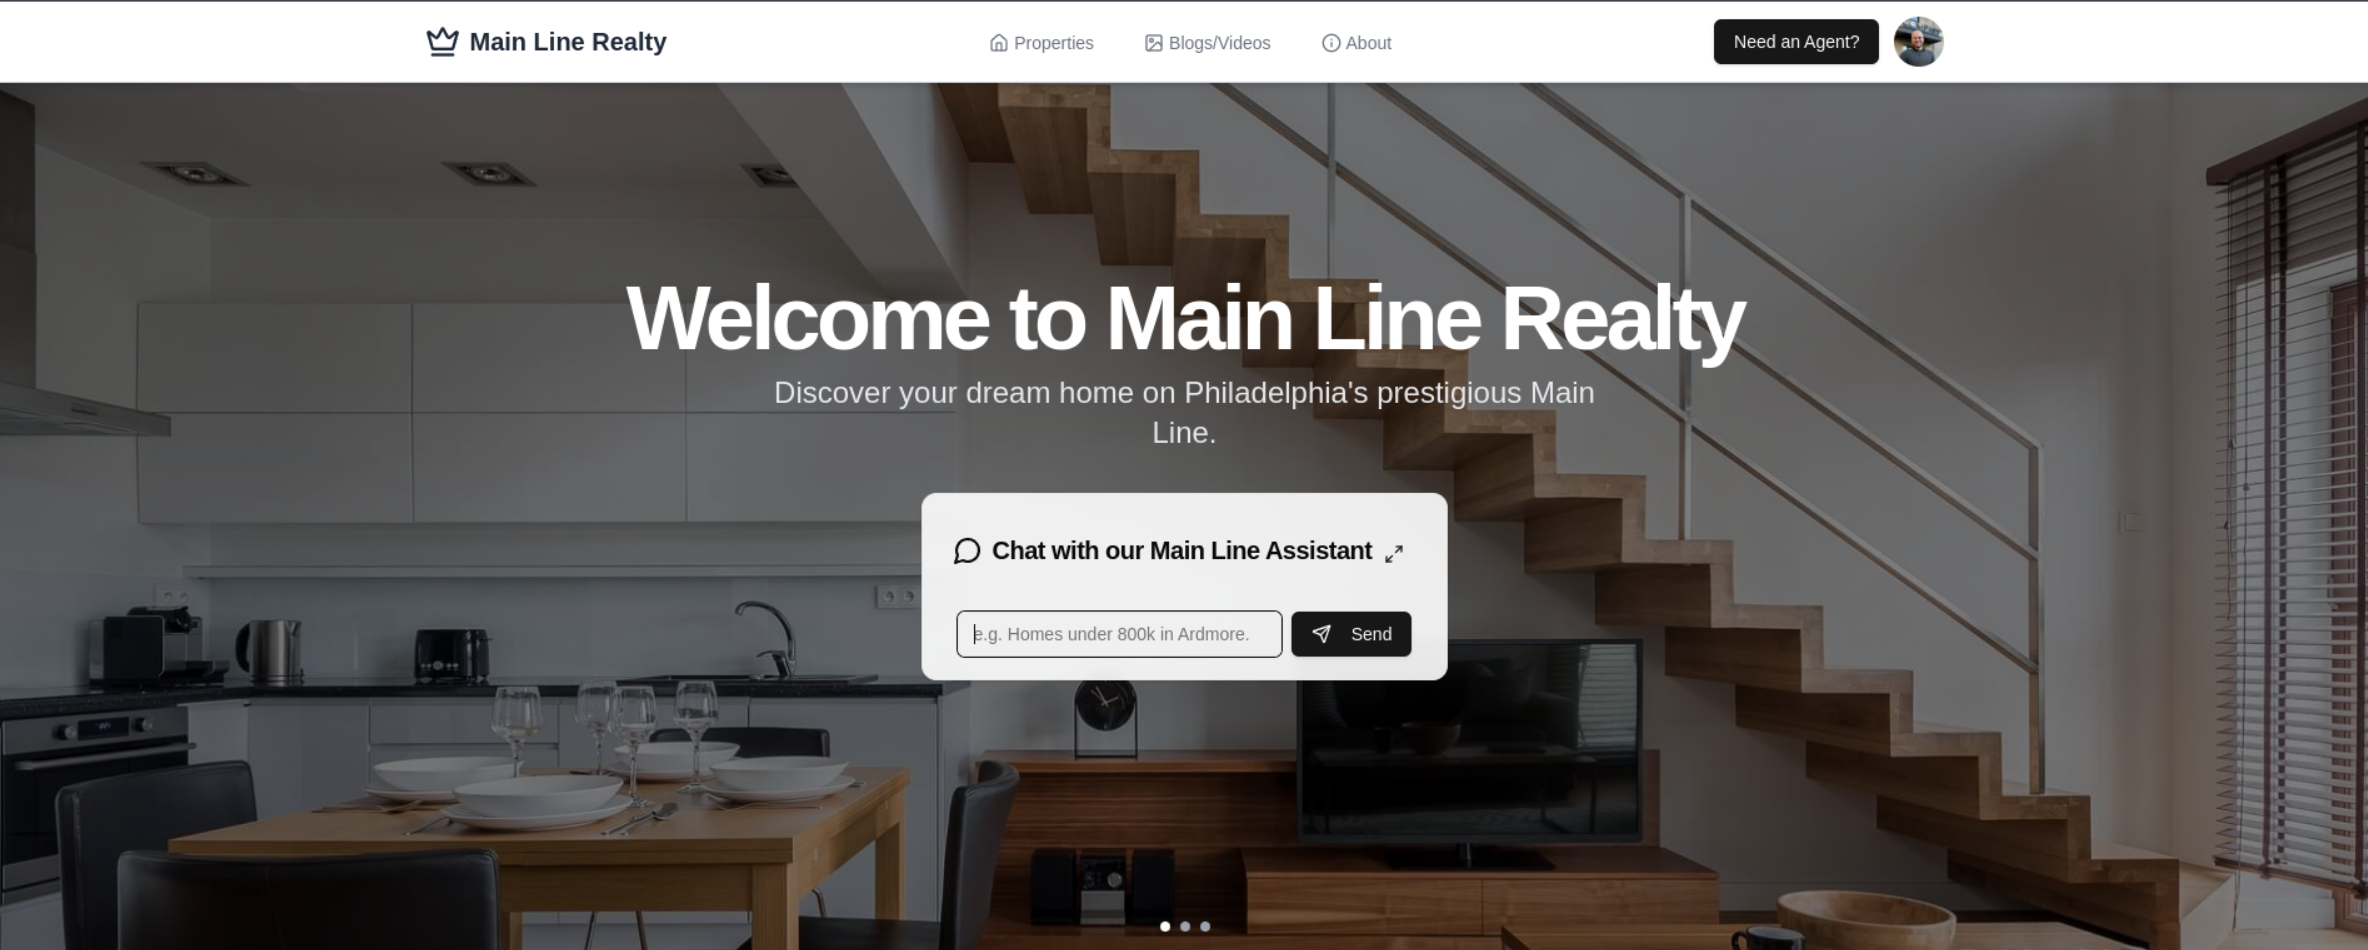 Main Line Realty
Properties
Blogs/Videos
About
Need an Agent?
Welcome to Main Line Realty
Discover your dream home on Philadelphia's prestigious Main
Line.
Chat with our Main Line Assistant
e.g. Homes under 800k in Ardmore.
Send